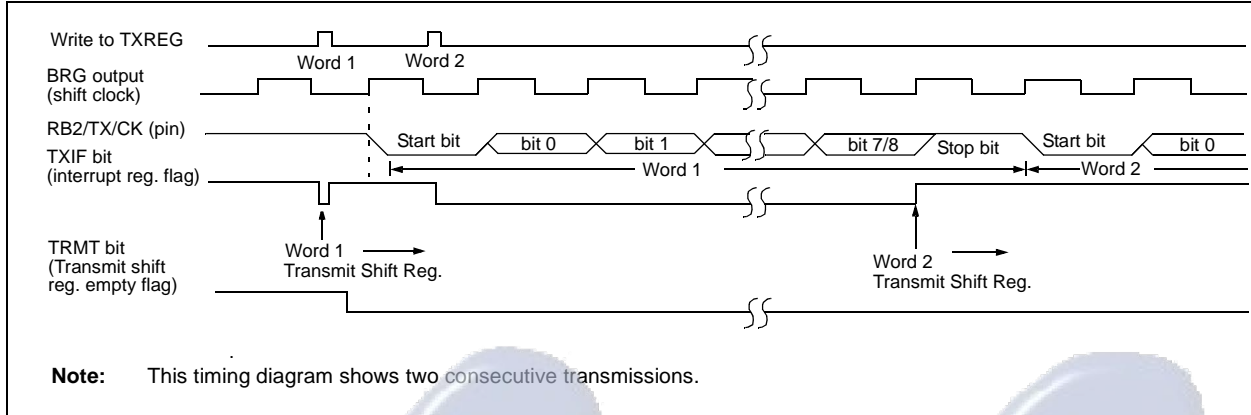 Write to TXREG
Word 1
Word 2
BRG output
(shift clock)
RB2/TX/CK (pin)
Start bit
bit 0
bit 1
bit 7/8
Stop bit
Start bit
bit 0
TXIF bit
(interrupt reg. flag)
Word 1
Word 2
Word 1
Transmit Shift Reg.
Word 2
Transmit Shift Reg.
TRMT bit
(Transmit shift
reg. empty flag)
Note: This timing diagram shows two consecutive transmissions.